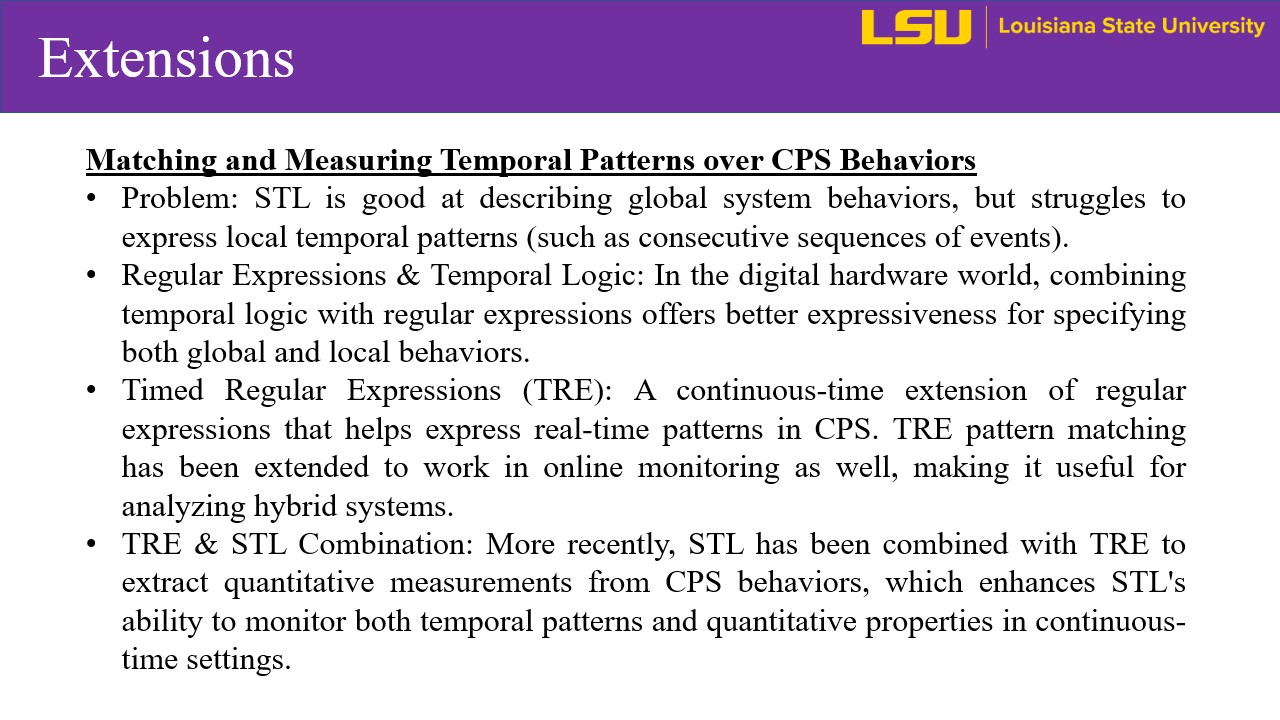 Extensions
LSU | Louisiana State University
Matching and Measuring Temporal Patterns over CPS Behaviors
• Problem: STL is good at describing global system behaviors, but struggles to
express local temporal patterns (such as consecutive sequences of events).
• Regular Expressions & Temporal Logic: In the digital hardware world, combining
temporal logic with regular expressions offers better expressiveness for specifying
both global and local behaviors.
• Timed Regular Expressions (TRE): A continuous-time extension of regular
expressions that helps express real-time patterns in CPS. TRE pattern matching
has been extended to work in online monitoring as well, making it useful for
analyzing hybrid systems.
• TRE & STL Combination: More recently, STL has been combined with TRE to
extract quantitative measurements from CPS behaviors, which enhances STL's
ability to monitor both temporal patterns and quantitative properties in continuous-
time settings.